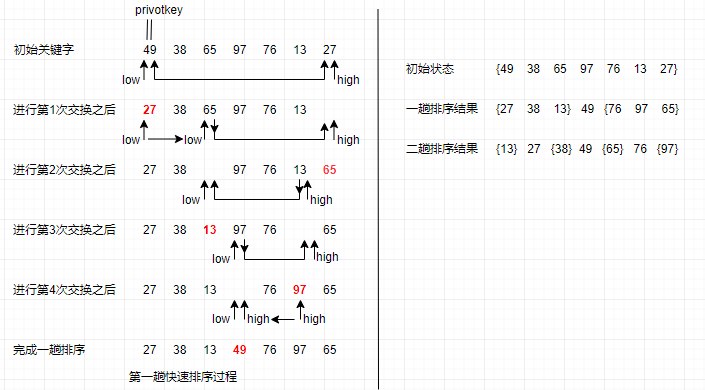 privotkey
初始关键字 49 38 65 97 76 13 27
low high
进行第1次交换之后 27 38 65 97 76 13
low low high
进行第2次交换之后 27 38 97 76 13 65
low high
进行第3次交换之后 27 38 13 97 76 65
low high
进行第4次交换之后 27 38 13 76 97 65
low high high
完成一趟排序 27 38 13 49 76 97 65
第一趟快速排序过程
初始状态 {49 38 65 97 76 13 27}
一趟排序结果 {27 38 13} 49 {76 97 65}
二趟排序结果 {13} 27 {38} 49 {65} 76 {97}